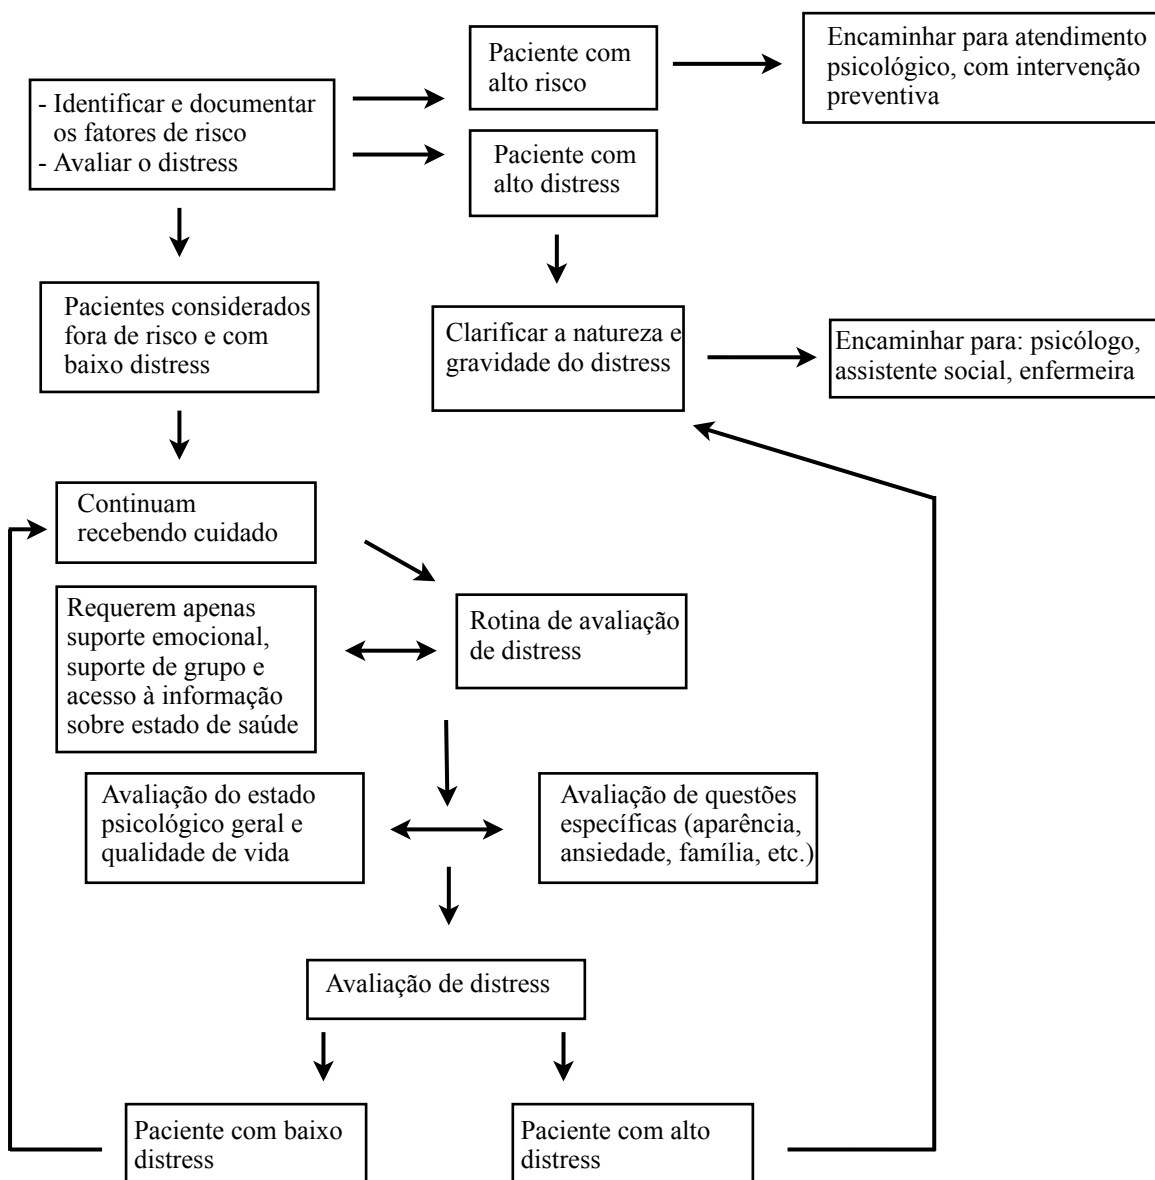 Paciente com
alto risco
Encaminhar para atendimento
psicológico, com intervenção
preventiva
- Identificar e documentar
os fatores de risco
- Avaliar o distress
Paciente com
alto distress
Pacientes considerados
fora de risco e com
baixo distress
Clarificar a natureza e
gravidade do distress
Encaminhar para: psicólogo,
assistente social, enfermeira
Continuam
recebendo cuidado
Requerem apenas
suporte emocional,
suporte de grupo e
acesso à informação
sobre estado de saúde
Rotina de avaliação
de distress
Avaliação do estado
psicológico geral e
qualidade de vida
Avaliação de questões
específicas (aparência,
ansiedade, família, etc.)
Avaliação de distress
Paciente com baixo
distress
Paciente com alto
distress